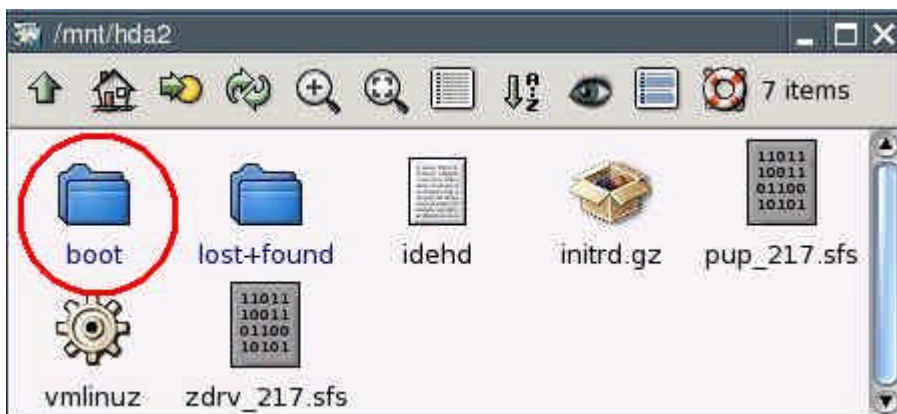 /mnt/hda2
7 items
boot
lost+found
idehd
initrd.gz
pup_217.sfs
vmlinuz
zdrv_217.sfs